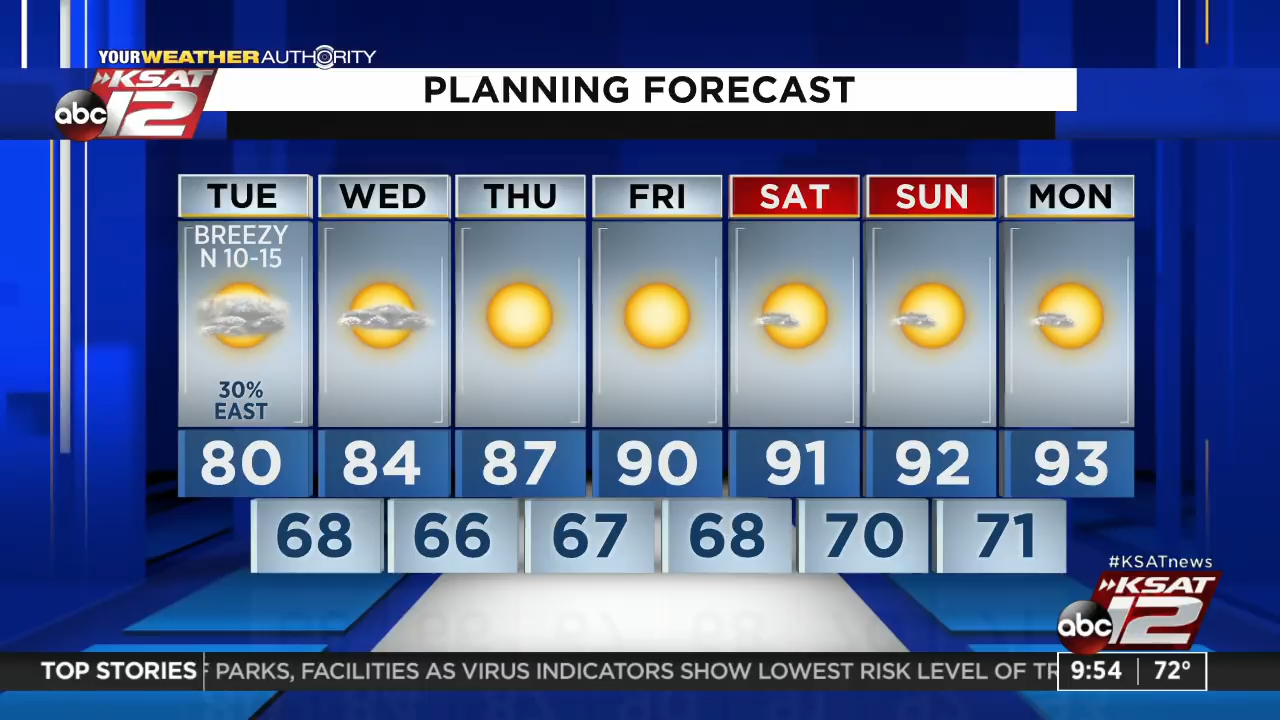 YOURWEATHERAUTHORITY
KSAT
abc 12
PLANNING FORECAST
TUE WED THU FRI SAT SUN MON
BREEZY
N 10-15
30%
EAST
80 84 87 90 91 92 93
68 66 67 68 70 71
#KSATnews
KSAT
abc 12
TOP STORIES F PARKS, FACILITIES AS VIRUS INDICATORS SHOW LOWEST RISK LEVEL OF TR 9:54 72°